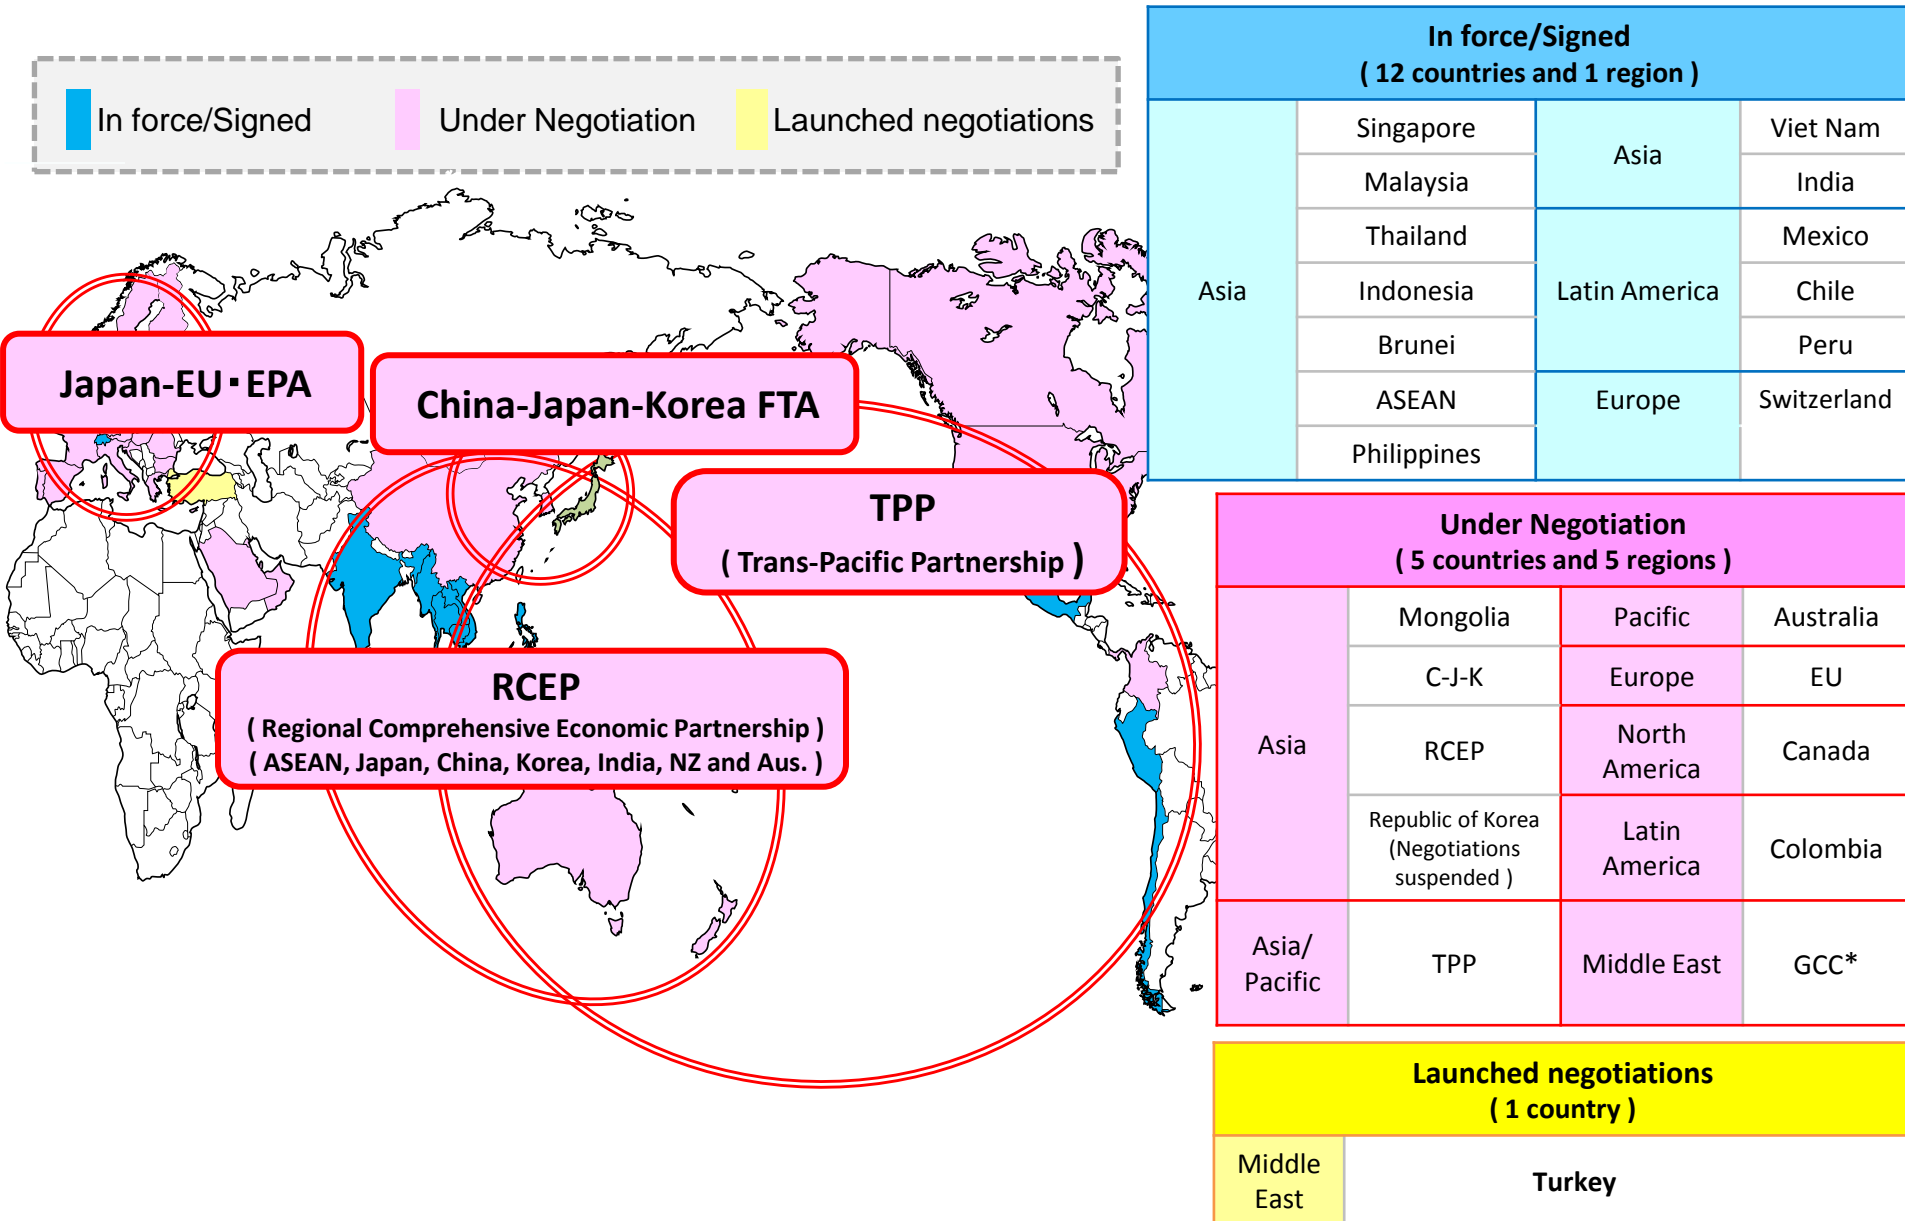 In force/Signed
Under Negotiation
Launched negotiations
Japan-EU・EPA
China-Japan-Korea FTA
TPP
( Trans-Pacific Partnership )
RCEP
( Regional Comprehensive Economic Partnership )
( ASEAN, Japan, China, Korea, India, NZ and Aus. )
In force/Signed
( 12 countries and 1 region )
Asia
Singapore
Malaysia
Thailand
Indonesia
Brunei
ASEAN
Philippines
Asia
Viet Nam
India
Latin America
Mexico
Chile
Peru
Europe
Switzerland
Under Negotiation
( 5 countries and 5 regions )
Asia
Mongolia
C-J-K
RCEP
Republic of Korea
(Negotiations
suspended )
Asia/
Pacific
TPP
Pacific
Australia
Europe
EU
North
America
Canada
Latin
America
Colombia
Middle East
GCC*
Launched negotiations
( 1 country )
Middle
East
Turkey